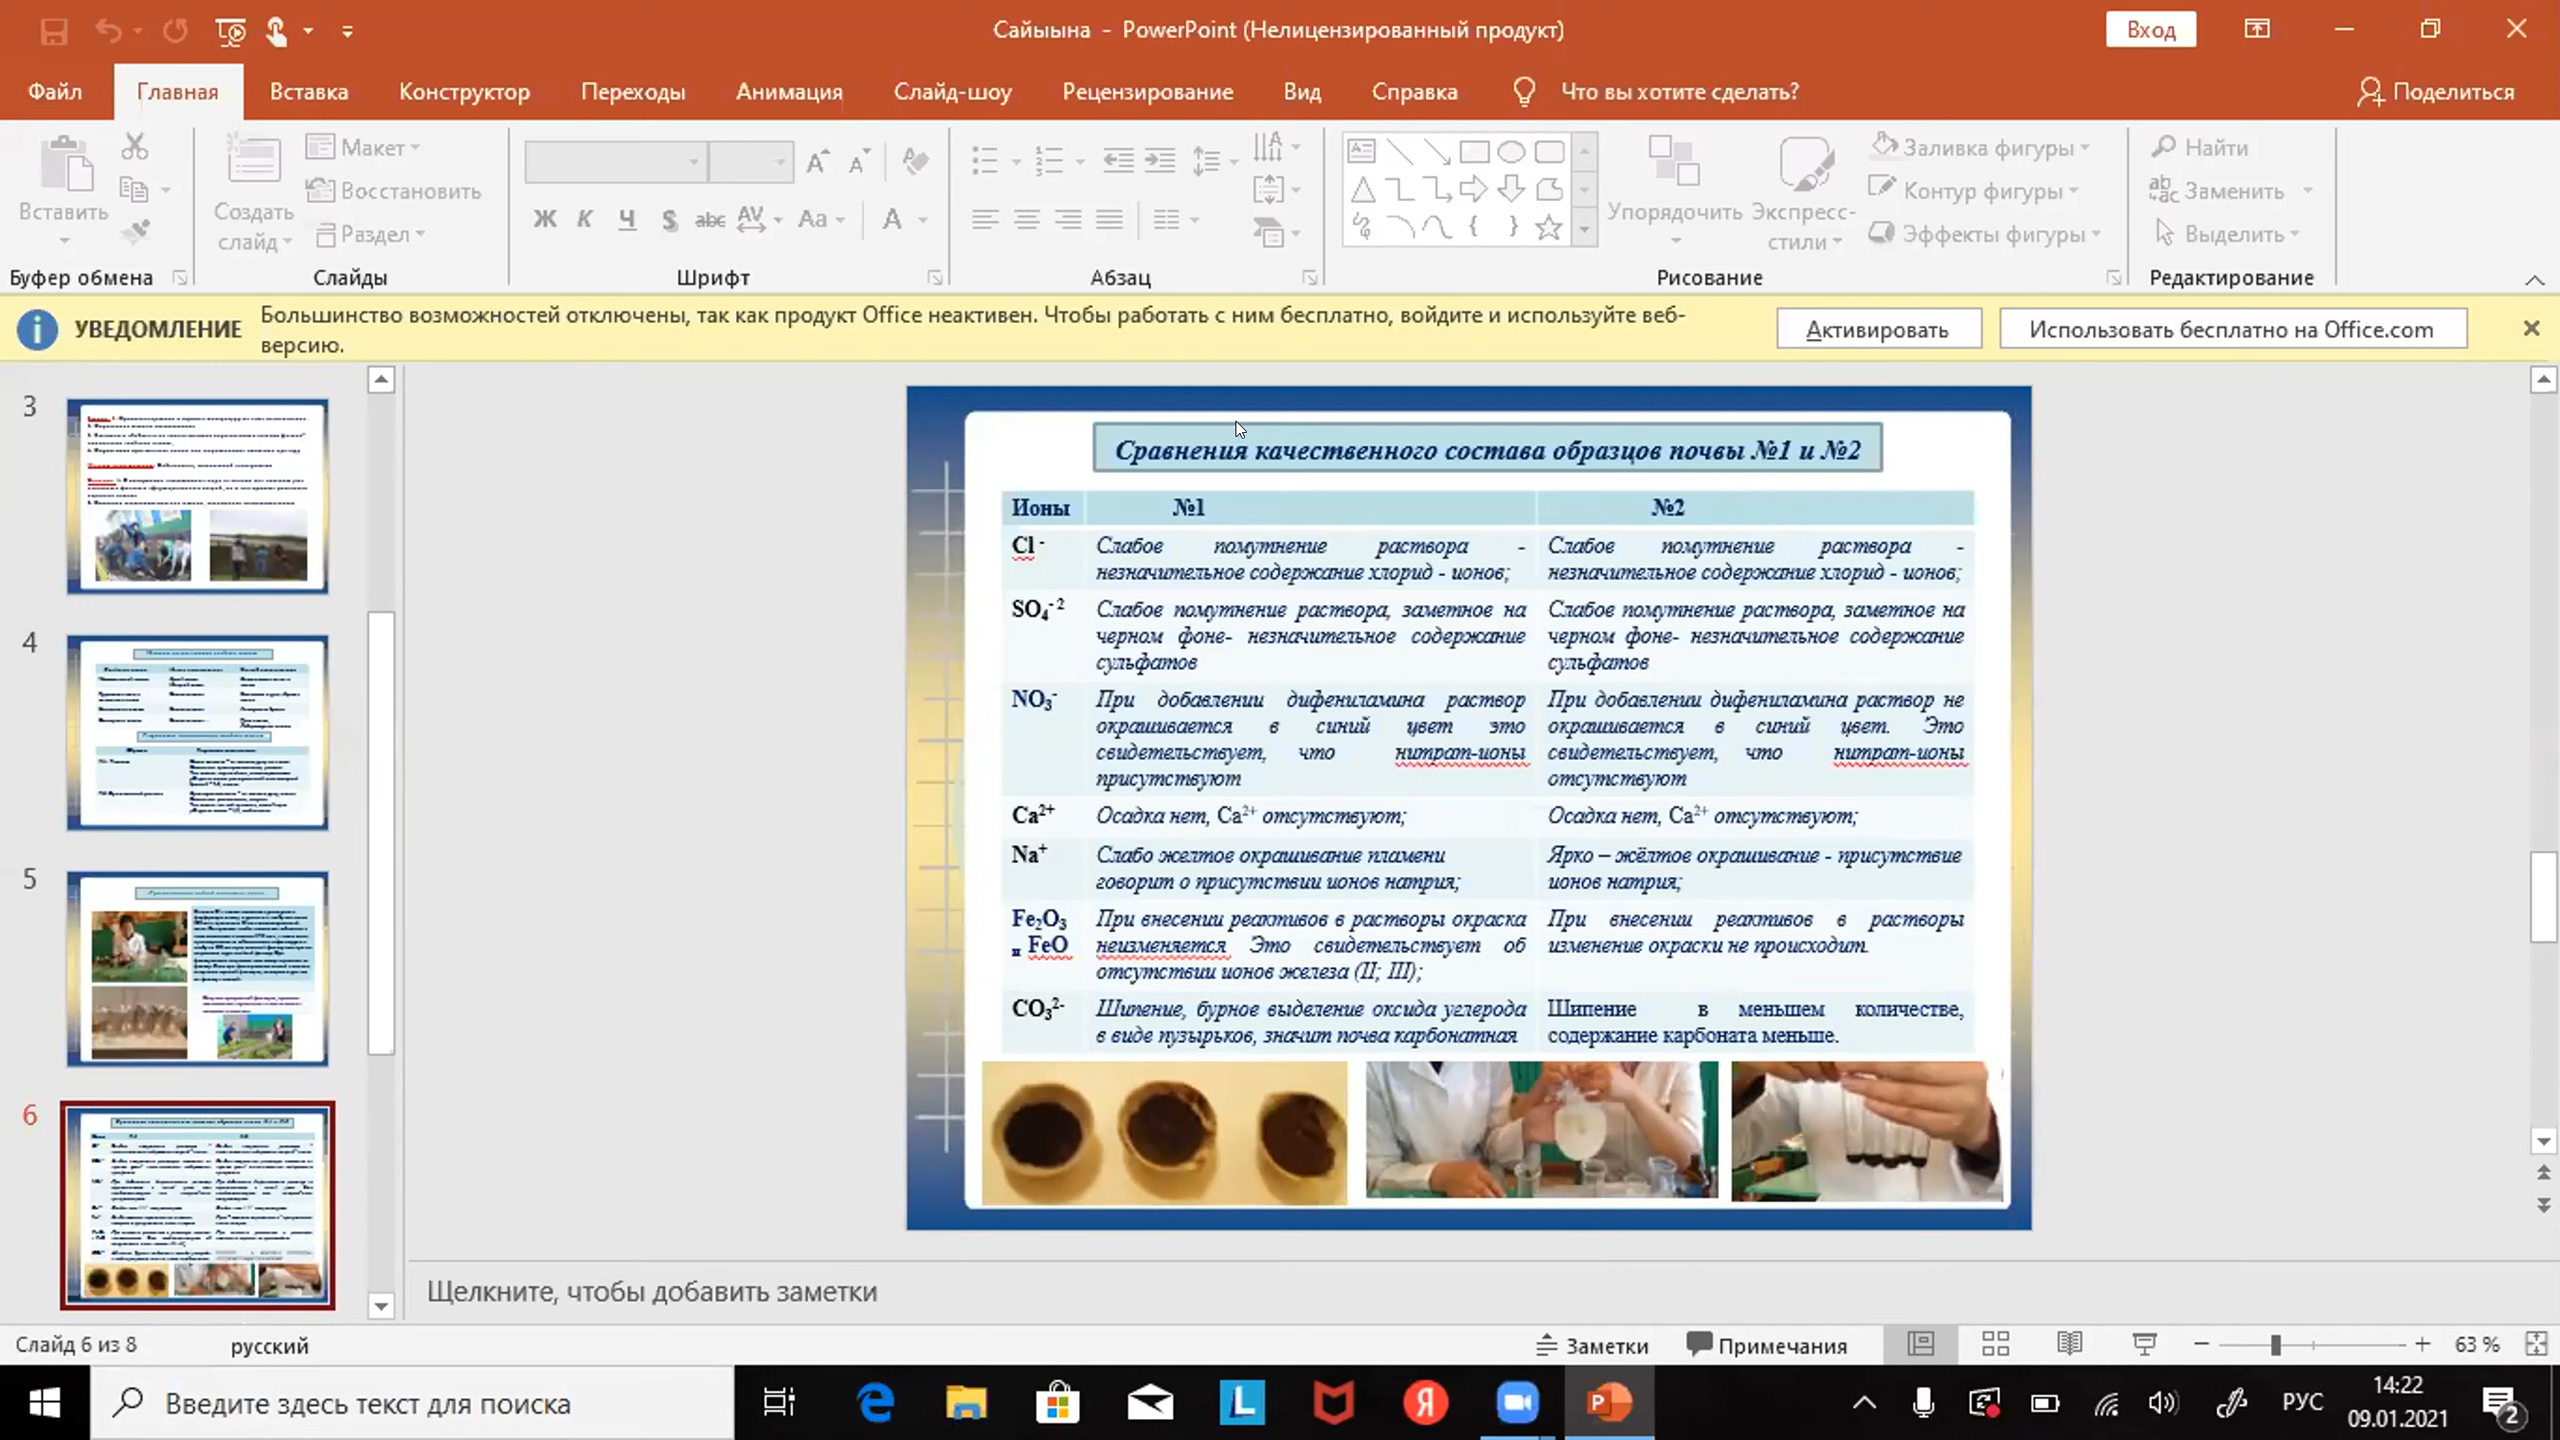 Сайыына - PowerPoint (Нелицензированный продукт)
Вход
Файл
Главная
Вставка
Конструктор
Переходы
Анимация
Слайд-шоу
Рецензирование
Вид
Справка
Что вы хотите сделать?
Поделиться
Вставить
Создать
слайд
Макет
Восстановить
Раздел
Ж К Ч S abc AV Aa А
Упорядочить
Экспресс-
стили
Заливка фигуры
Контур фигуры
Эффекты фигуры
Найти
Заменить
Выделить
Буфер обмена
Слайды
Шрифт
Абзац
Рисование
Редактирование
УВЕДОМЛЕНИЕ
Большинство возможностей отключены, так как продукт Office неактивен. Чтобы работать с ним бесплатно, войдите и используйте веб-
версию.
Активировать
Использовать бесплатно на Office.com
3
4
5
6
Сравнения качественного состава образцов почвы №1 и №2
Ионы №1 №2
Cl -
Слабое помутнение раствора -
незначительное содержание хлорид - ионов;
Слабое помутнение раствора -
незначительное содержание хлорид - ионов;
SO₄⁻ ²
Слабое помутнение раствора, заметное на
черном фоне- незначительное содержание
сульфатов
Слабое помутнение раствора, заметное на
черном фоне- незначительное содержание
сульфатов
NO₃⁻
При добавлении дифениламина раствор
окрашивается в синий цвет это
свидетельствует, что нитрат-ионы
присутствуют
При добавлении дифениламина раствор не
окрашивается в синий цвет. Это
свидетельствует, что нитрат-ионы
отсутствуют
Ca²⁺
Осадка нет, Ca²⁺ отсутствуют;
Осадка нет, Ca²⁺ отсутствуют;
Na⁺
Слабо желтое окрашивание пламени
говорит о присутствии ионов натрия;
Ярко – жёлтое окрашивание - присутствие
ионов натрия;
Fe₂O₃
и FeO
При внесении реактивов в растворы окраска
неизменяется Это свидетельствует об
отсутствии ионов железа (II; III);
При внесении реактивов в растворы
изменение окраски не происходит.
CO₃²⁻
Шипение, бурное выделение оксида углерода
в виде пузырьков, значит почва карбонатная
Шипение в меньшем количестве,
содержание карбоната меньше.
Щелкните, чтобы добавить заметки
Слайд 6 из 8
русский
Заметки
Примечания
63 %
Введите здесь текст для поиска
РУС
14:22
09.01.2021
2